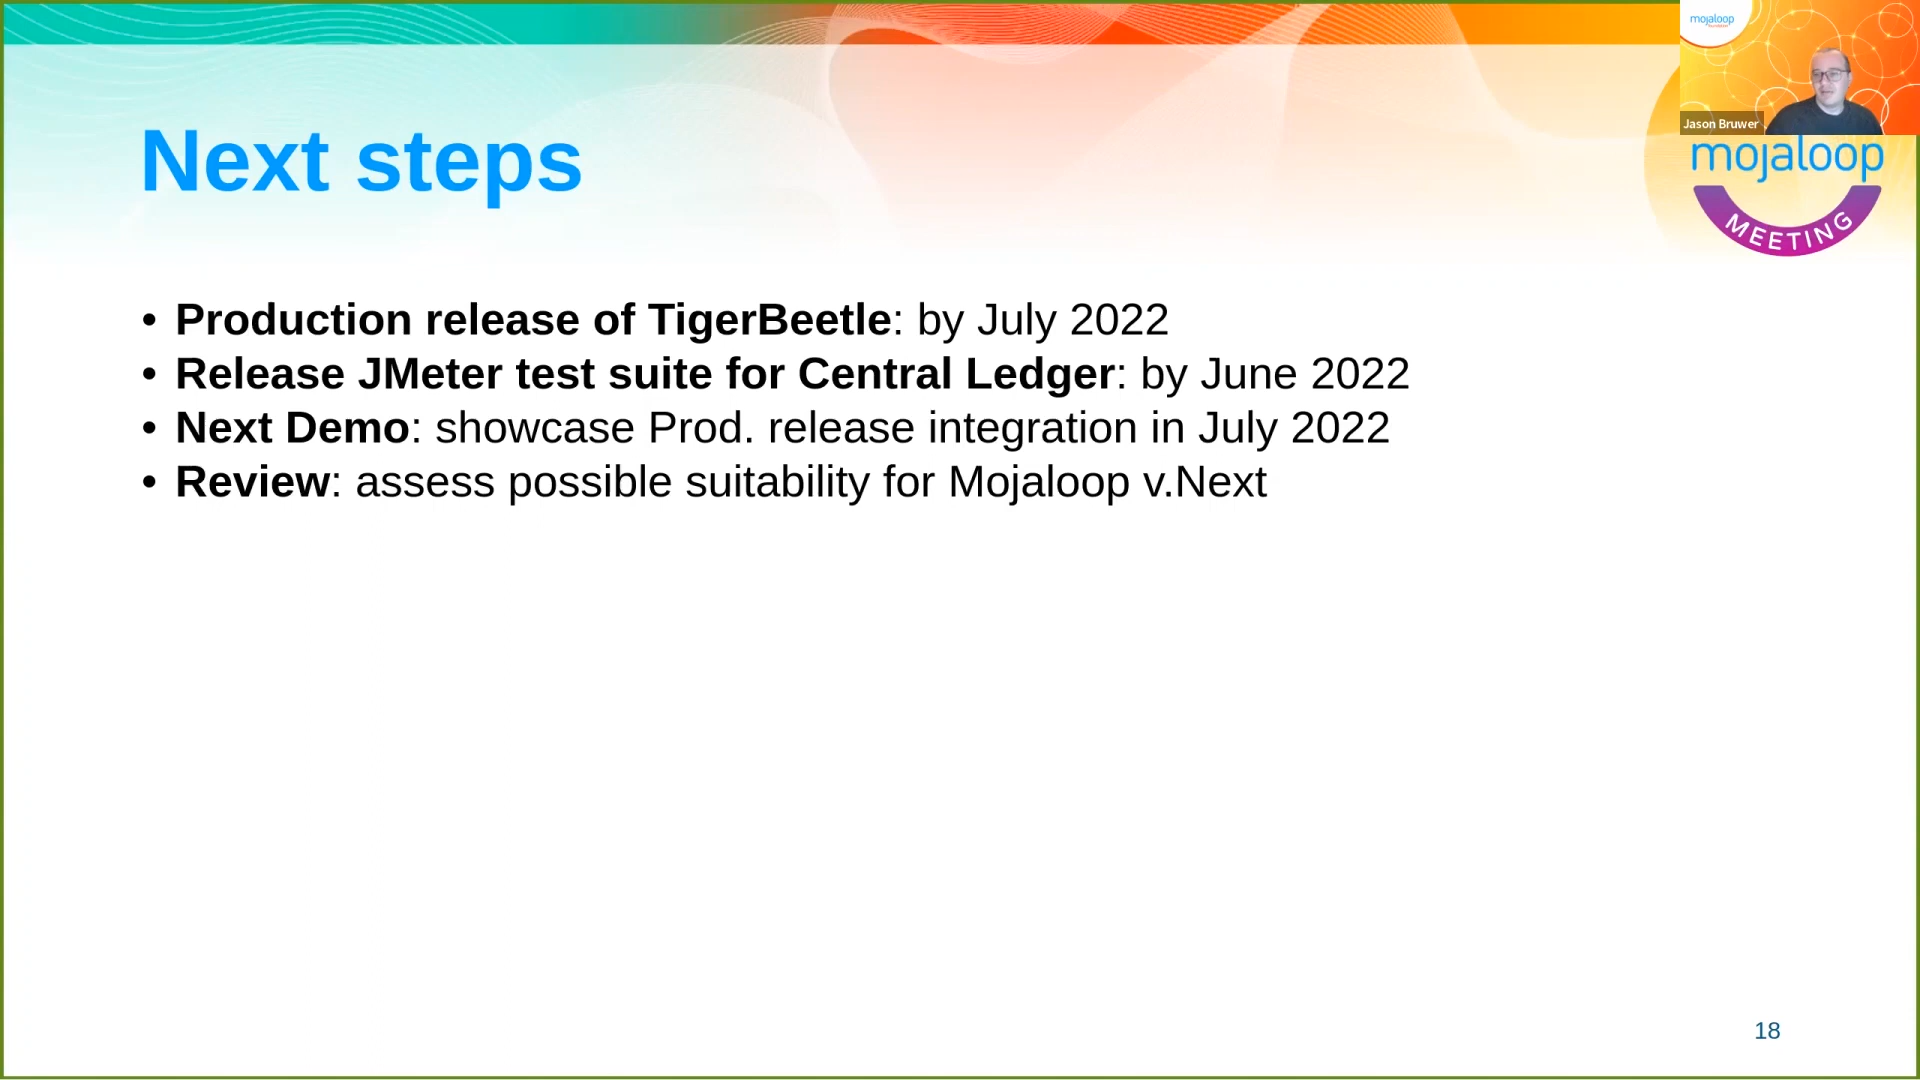 mojaloop
Jason Bruwer
mojaloop
MEETING
Next steps
• Production release of TigerBeetle: by July 2022
• Release JMeter test suite for Central Ledger: by June 2022
• Next Demo: showcase Prod. release integration in July 2022
• Review: assess possible suitability for Mojaloop v.Next
18